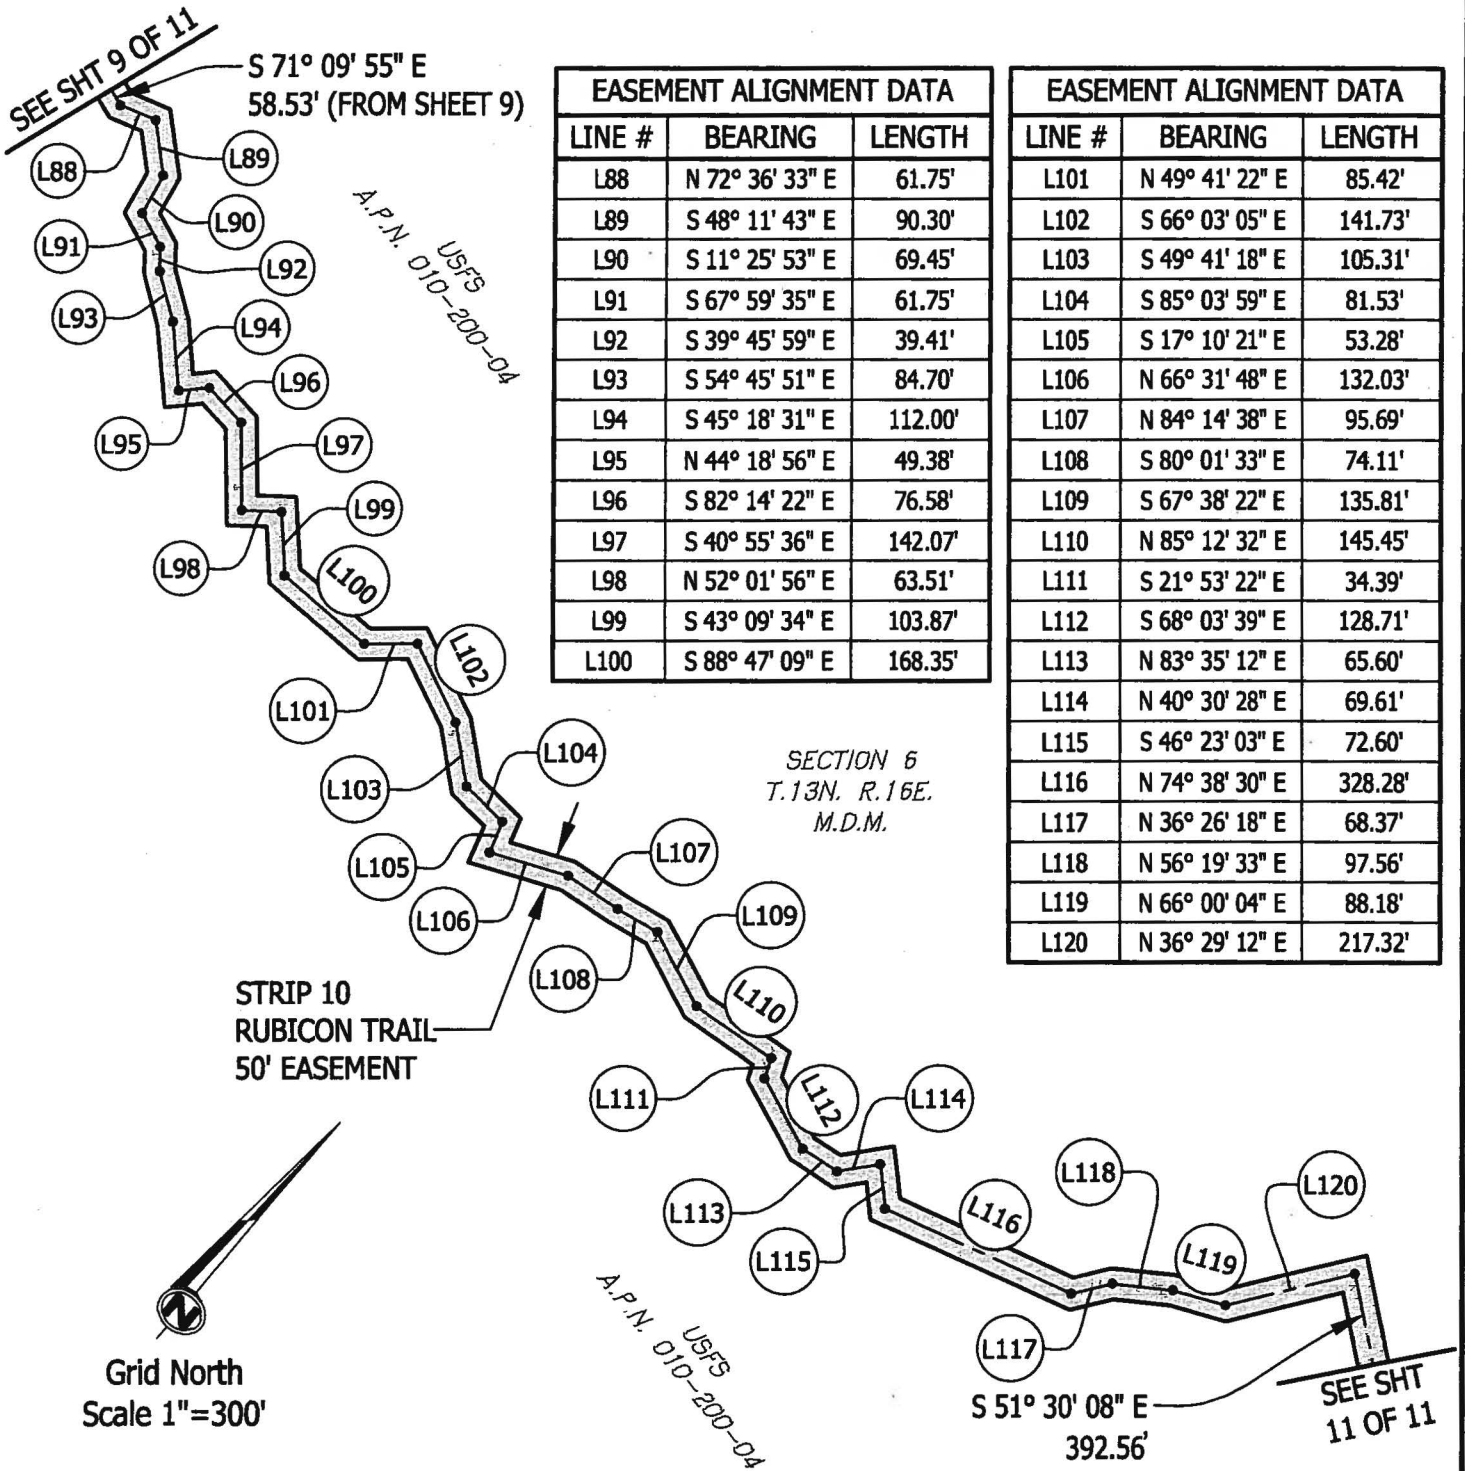 SEE SHT 9 OF 11
S 71° 09' 55" E
58.53' (FROM SHEET 9)
EASEMENT ALIGNMENT DATA
LINE # BEARING LENGTH
L88 N 72° 36' 33" E 61.75'
L89 S 48° 11' 43" E 90.30'
L90 S 11° 25' 53" E 69.45'
L91 S 67° 59' 35" E 61.75'
L92 S 39° 45' 59" E 39.41'
L93 S 54° 45' 51" E 84.70'
L94 S 45° 18' 31" E 112.00'
L95 N 44° 18' 56" E 49.38'
L96 S 82° 14' 22" E 76.58'
L97 S 40° 55' 36" E 142.07'
L98 N 52° 01' 56" E 63.51'
L99 S 43° 09' 34" E 103.87'
L100 S 88° 47' 09" E 168.35'
EASEMENT ALIGNMENT DATA
LINE # BEARING LENGTH
L101 N 49° 41' 22" E 85.42'
L102 S 66° 03' 05" E 141.73'
L103 S 49° 41' 18" E 105.31'
L104 S 85° 03' 59" E 81.53'
L105 S 17° 10' 21" E 53.28'
L106 N 66° 31' 48" E 132.03'
L107 N 84° 14' 38" E 95.69'
L108 S 80° 01' 33" E 74.11'
L109 S 67° 38' 22" E 135.81'
L110 N 85° 12' 32" E 145.45'
L111 S 21° 53' 22" E 34.39'
L112 S 68° 03' 39" E 128.71'
L113 N 83° 35' 12" E 65.60'
L114 N 40° 30' 28" E 69.61'
L115 S 46° 23' 03" E 72.60'
L116 N 74° 38' 30" E 328.28'
L117 N 36° 26' 18" E 68.37'
L118 N 56° 19' 33" E 97.56'
L119 N 66° 00' 04" E 88.18'
L120 N 36° 29' 12" E 217.32'
L88
L89
L90
L91
L92
L93
L94
L96
L95
L97
L99
L98
L100
L102
L101
L104
L103
L107
L105
L106
L109
L108
L110
L111
L112
L114
L113
L115
L116
L118
L120
L119
L117
USFS
A.P.N. 010-200-04
SECTION 6
T.13N. R.16E.
M.D.M.
STRIP 10
RUBICON TRAIL
50' EASEMENT
N
Grid North
Scale 1"=300'
USFS
A.P.N. 010-200-04
S 51° 30' 08" E
392.56'
SEE SHT
11 OF 11